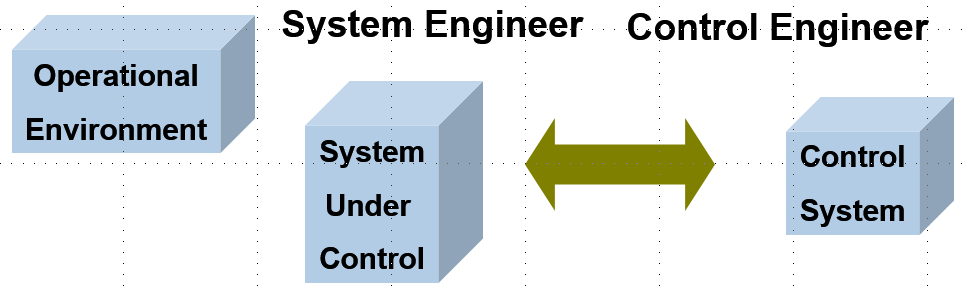 System Engineer
Control Engineer
Operational
Environment
System
Under
Control
Control
System